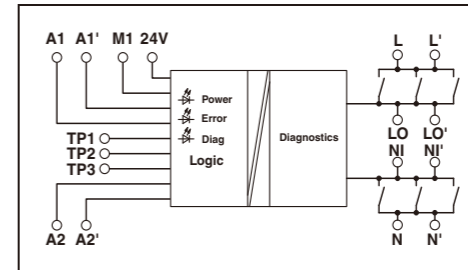 A1 A1' M1 24V
L L'
Power
Error
Diag
Logic
Diagnostics
TP1
TP2
TP3
LO LO'
NI NI'
A2 A2'
N N'